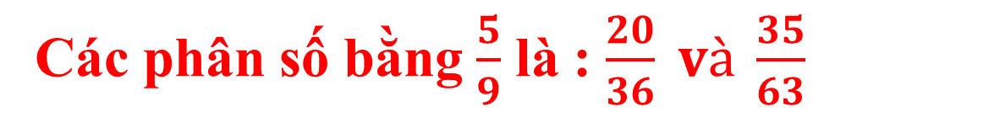 Các phân số bằng 5/9 là : 20/36 và 35/63